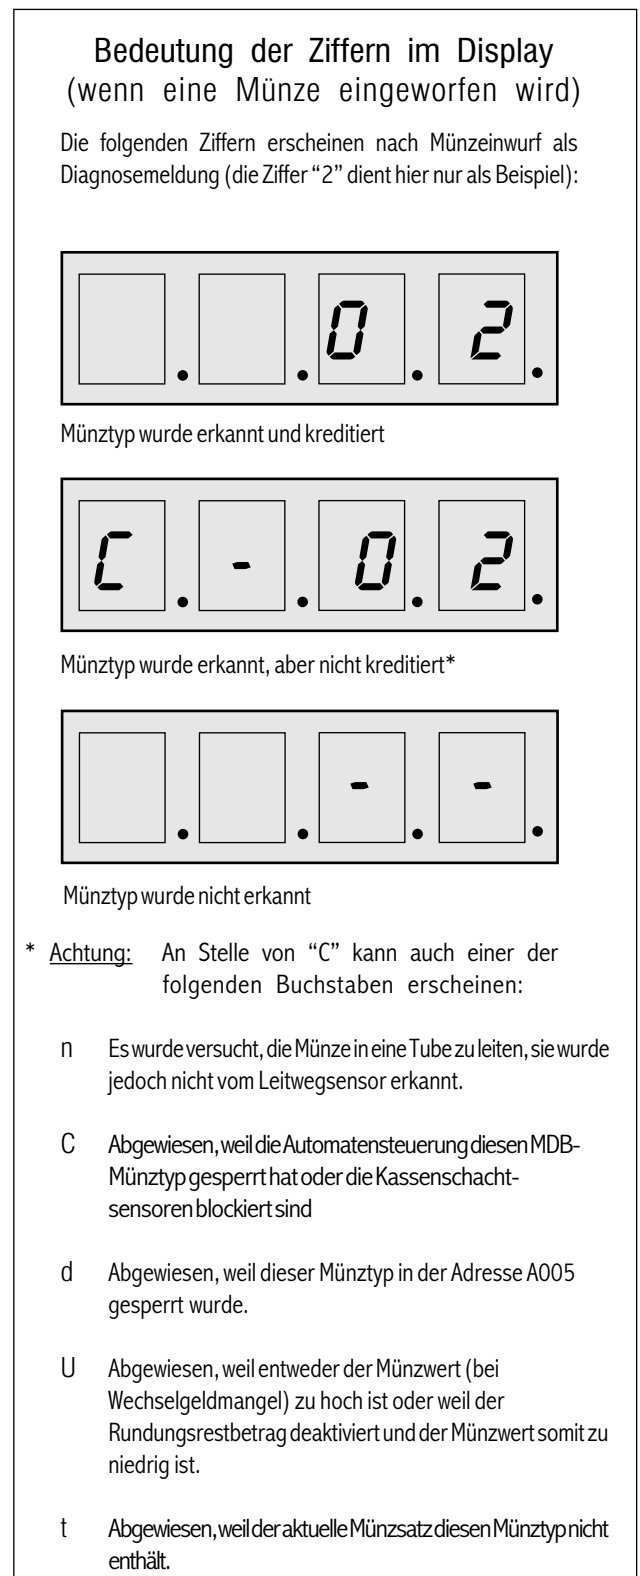 Bedeutung der Ziffern im Display
(wenn eine Münze eingeworfen wird)
Die folgenden Ziffern erscheinen nach Münzeinwurf als
Diagnosemeldung (die Ziffer “2” dient hier nur als Beispiel):
. . 0. 2.
Münztyp wurde erkannt und kreditiert
C. -. 0. 2.
Münztyp wurde erkannt, aber nicht kreditiert*
. . -. -.
Münztyp wurde nicht erkannt
* Achtung: An Stelle von “C” kann auch einer der
folgenden Buchstaben erscheinen:
n Es wurde versucht, die Münze in eine Tube zu leiten, sie wurde
jedoch nicht vom Leitwegsensor erkannt.
C Abgewiesen, weil die Automatensteuerung diesen MDB-
Münztyp gesperrt hat oder die Kassenschacht-
sensoren blockiert sind
d Abgewiesen, weil dieser Münztyp in der Adresse A005
gesperrt wurde.
U Abgewiesen, weil entweder der Münzwert (bei
Wechselgeldmangel) zu hoch ist oder weil der
Rundungsrestbetrag deaktiviert und der Münzwert somit zu
niedrig ist.
t Abgewiesen, weil der aktuelle Münzsatz diesen Münztyp nicht
enthält.